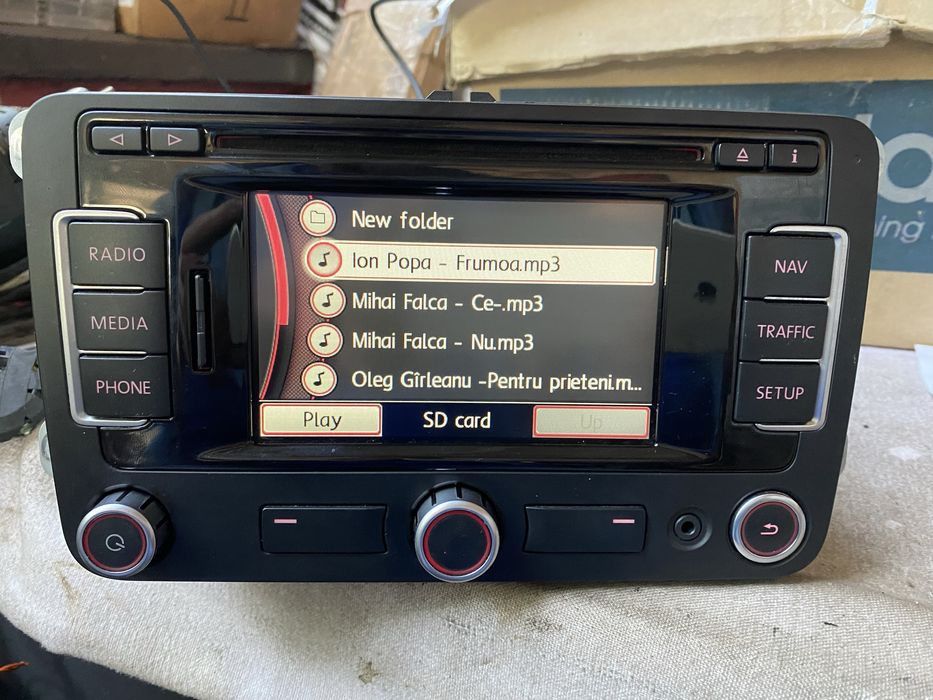 i
RADIO
MEDIA
PHONE
New folder
Ion Popa - Frumoa.mp3
Mihai Falca - Ce-.mp3
Mihai Falca - Nu.mp3
Oleg Gîrleanu -Pentru prieteni.m...
Play
SD card
Up
NAV
TRAFFIC
SETUP